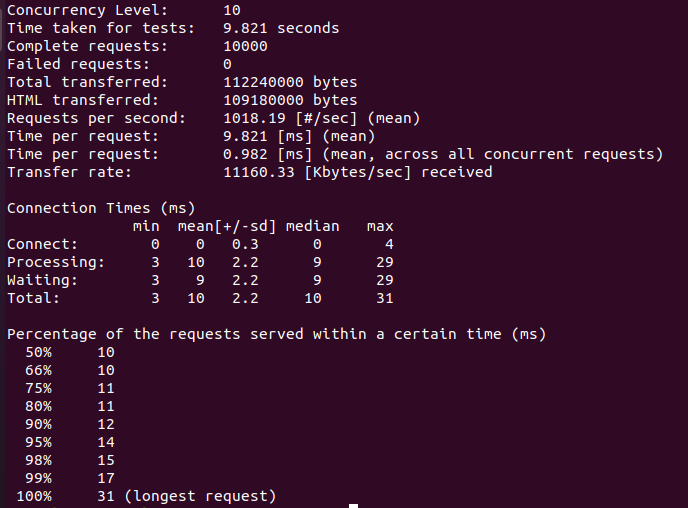 Concurrency Level:      10
Time taken for tests:   9.821 seconds
Complete requests:      10000
Failed requests:        0
Total transferred:      112240000 bytes
HTML transferred:       109180000 bytes
Requests per second:    1018.19 [#/sec] (mean)
Time per request:       9.821 [ms] (mean)
Time per request:       0.982 [ms] (mean, across all concurrent requests)
Transfer rate:          11160.33 [Kbytes/sec] received

Connection Times (ms)
              min  mean[+/-sd] median   max
Connect:        0    0   0.3      0       4
Processing:     3   10   2.2      9      29
Waiting:        3    9   2.2      9      29
Total:          3   10   2.2     10      31

Percentage of the requests served within a certain time (ms)
  50%     10
  66%     10
  75%     11
  80%     11
  90%     12
  95%     14
  98%     15
  99%     17
 100%     31 (longest request)